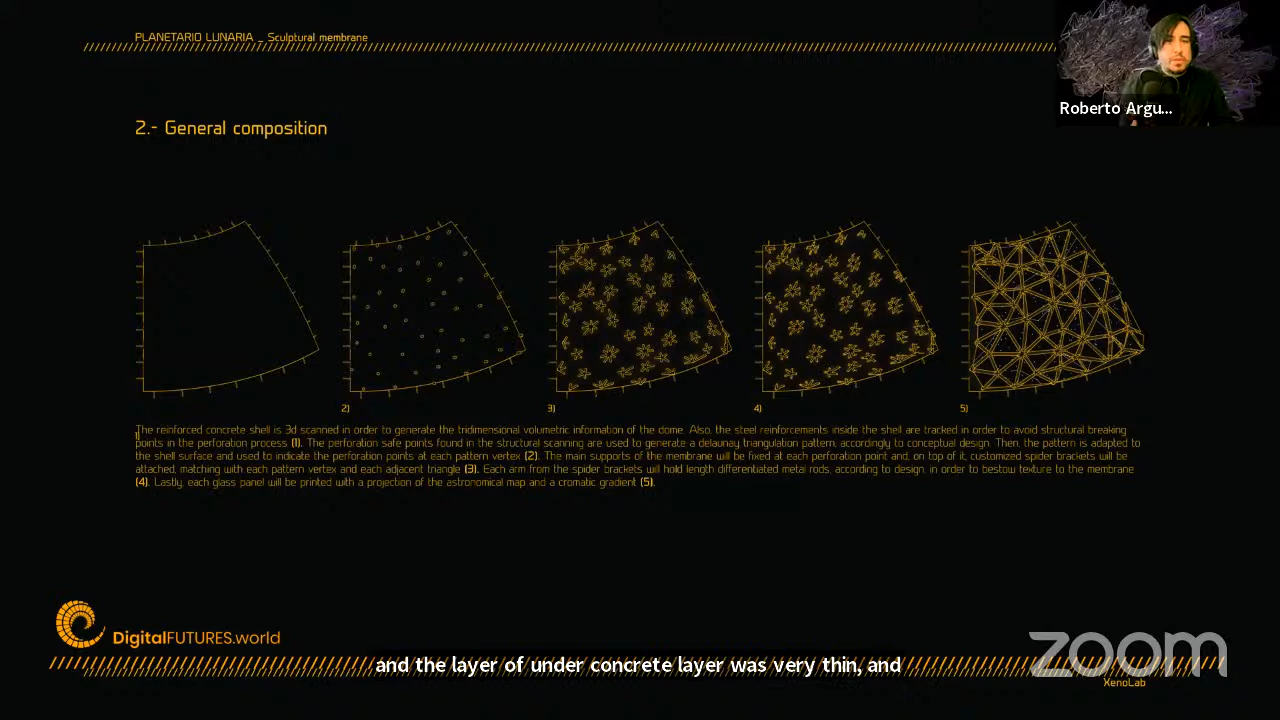 PLANETARIO LUNARIA _ Sculptural membrane
Roberto Argu...
2.- General composition
2)
3)
4)
5)
1)
The reinforced concrete shell is 3d scanned in order to generate the tridimensional volumetric information of the dome. Also, the steel reinforcements inside the shell are tracked in order to avoid structural breaking
points in the perforation process (1). The perforation safe points found in the structural scanning are used to generate a delaunay triangulation pattern, accordingly to conceptual design. Then, the pattern is adapted to
the shell surface and used to indicate the perforation points at each pattern vertex (2). The main supports of the membrane will be fixed at each perforation point and, on top of it, customized spider brackets will be
attached, matching with each pattern vertex and each adjacent triangle (3). Each arm from the spider brackets will hold length differentiated metal rods, according to design, in order to bestow texture to the membrane
(4). Lastly, each glass panel will be printed with a projection of the astronomical map and a cromatic gradient (5).
DigitalFUTURES.world
zoom
and the layer of under concrete layer was very thin, and
XenoLab